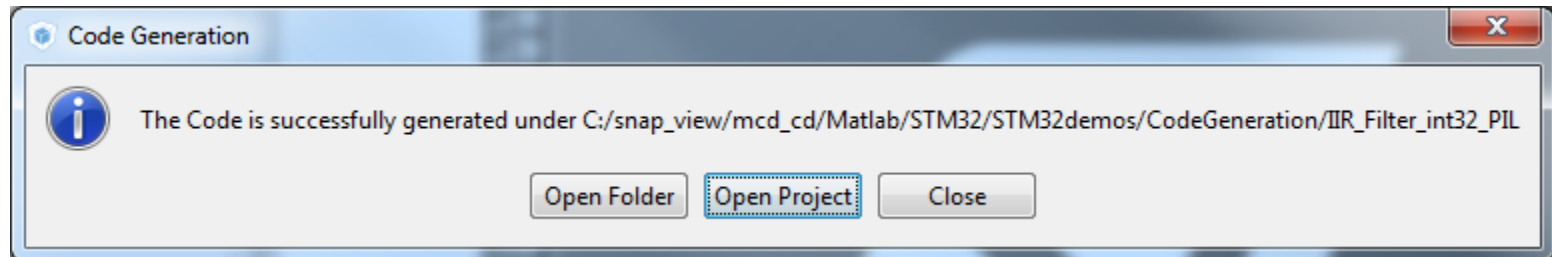 Code Generation
The Code is successfully generated under C:/snap_view/mcd_cd/Matlab/STM32/STM32demos/CodeGeneration/IIR_Filter_int32_PIL
Open Folder Open Project Close